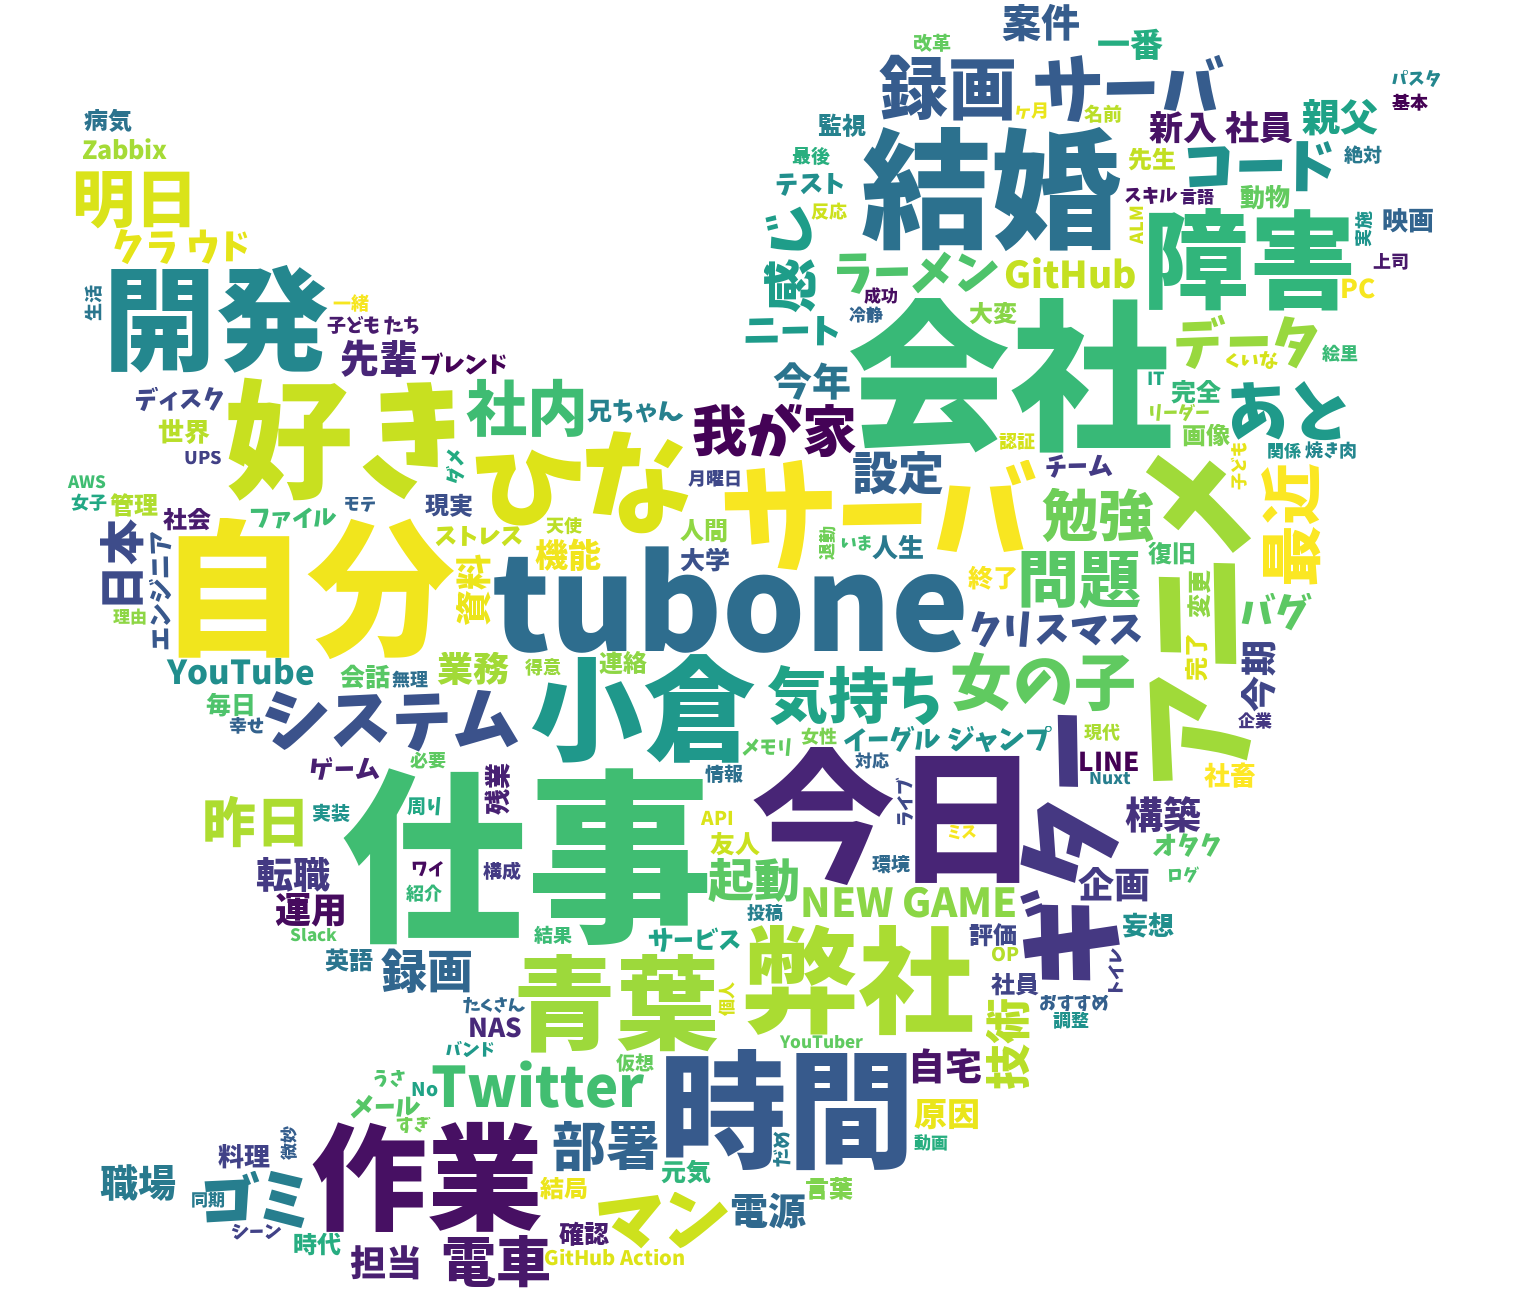 案件
一番
改革
録画 サーバ
パスタ
基本
病気
Zabbix
監視
ヶ月
名前
新入 社員
親父
最後
結婚
先生
コード
絶対
明日
テスト
スキル 言語
動物
反応
感じ
ALM
障害
実施
映画
クラウド
ラーメン
GitHub
上司
PC
開発
生活
一緒
成功
冷静
大変
子ども たち
ニート
会社
データ
くいな
絵里
先輩
ブレンド
今年
IT
完全
ディスク
好き
社内
兄ちゃん
我が家
リーダー
あと
世界
認証
画像
UPS
ダメ
ひな
設定
チーム
関係 焼き肉
子ども
AWS
女子
管理
月曜日
サーバ
アニメ
最近
モテ
現実
勉強
社会
ファイル
ストレス
天使
人間
退勤
いま
人生
日本
エンジニア
自分
機能
大学
問題
復旧
資料
tubone
終了
変更
理由
クリスマス
バグ
YouTube
会話
無理
業務
得意
連絡
小倉
気持ち
女の子
完了
今期
毎日
幸せ
システム
企業
メモリ
女性
イーグル ジャンプ
ギター
現代
ゲーム
必要
残業
情報
今日
対応
LINE
Nuxt
社畜
昨日
実装
周り
仕事
API
ライブ
ミス
構築
友人
オタク
転職
ワイ
構成
起動
環境
企画
ログ
運用
紹介
NEW GAME
Slack
結果
投稿
妄想
英語
録画
サービス
弊社
評価
OP
トイレ
青葉
社員
たくさん
個人
おすすめ
NAS
調整
技術
YouTuber
バンド
仮想
時間
自宅
うさ
No
Twitter
メール
すぎ
原因
料理
微妙
作業
部署
ため
動画
職場
同期
ゴミ
元気
結局
言葉
マン
電源
シーン
時代
確認
担当
電車
GitHub Action